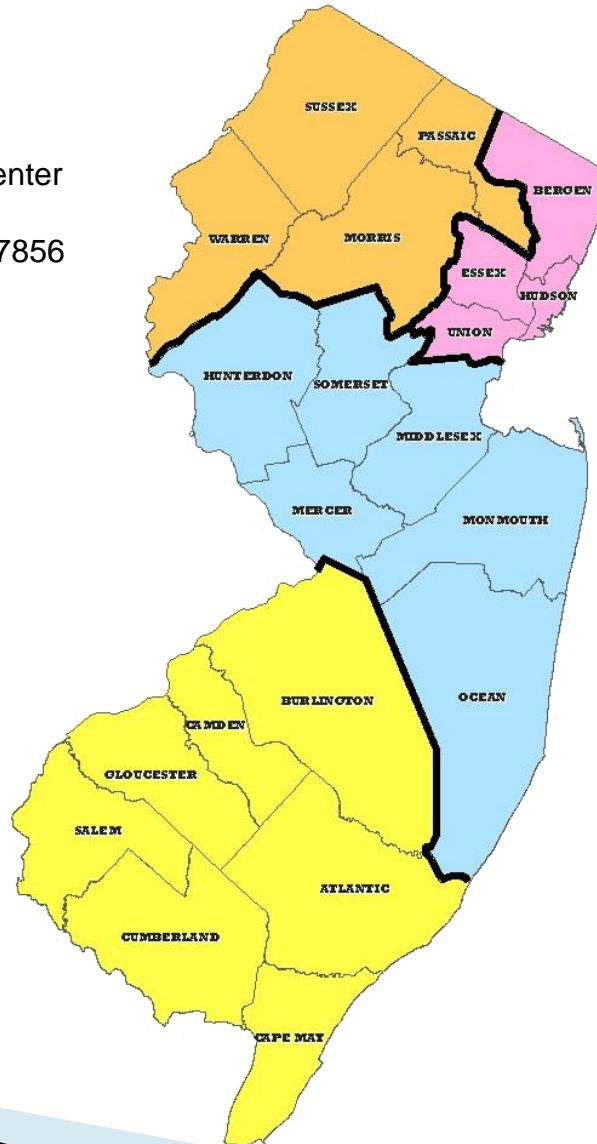 SUSSEX
PASSAIC
enter
BERGEN
7856
WARREN
MORRIS
ESSEX
HUDSON
UNION
HUNTERDON
SOMERSET
MIDDLESEX
MERCER
MONMOUTH
OCEAN
BURLINGTON
CAMDEN
GLOUCESTER
SALEM
ATLANTIC
CUMBERLAND
CAPE MAY